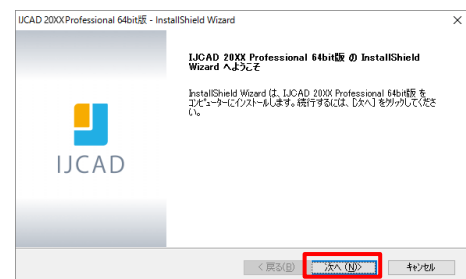 IJCAD 20XX Professional 64bit版 - InstallShield Wizard
IJCAD 20XX Professional 64bit版 の InstallShield
Wizard へようこそ
InstallShield Wizard は、IJCAD 20XX Professional 64bit版 を
コンピューターにインストールします。続行するには、[次へ] をクリックしてくださ
い。
IJCAD
< 戻る(B)
次へ(N)>
キャンセル